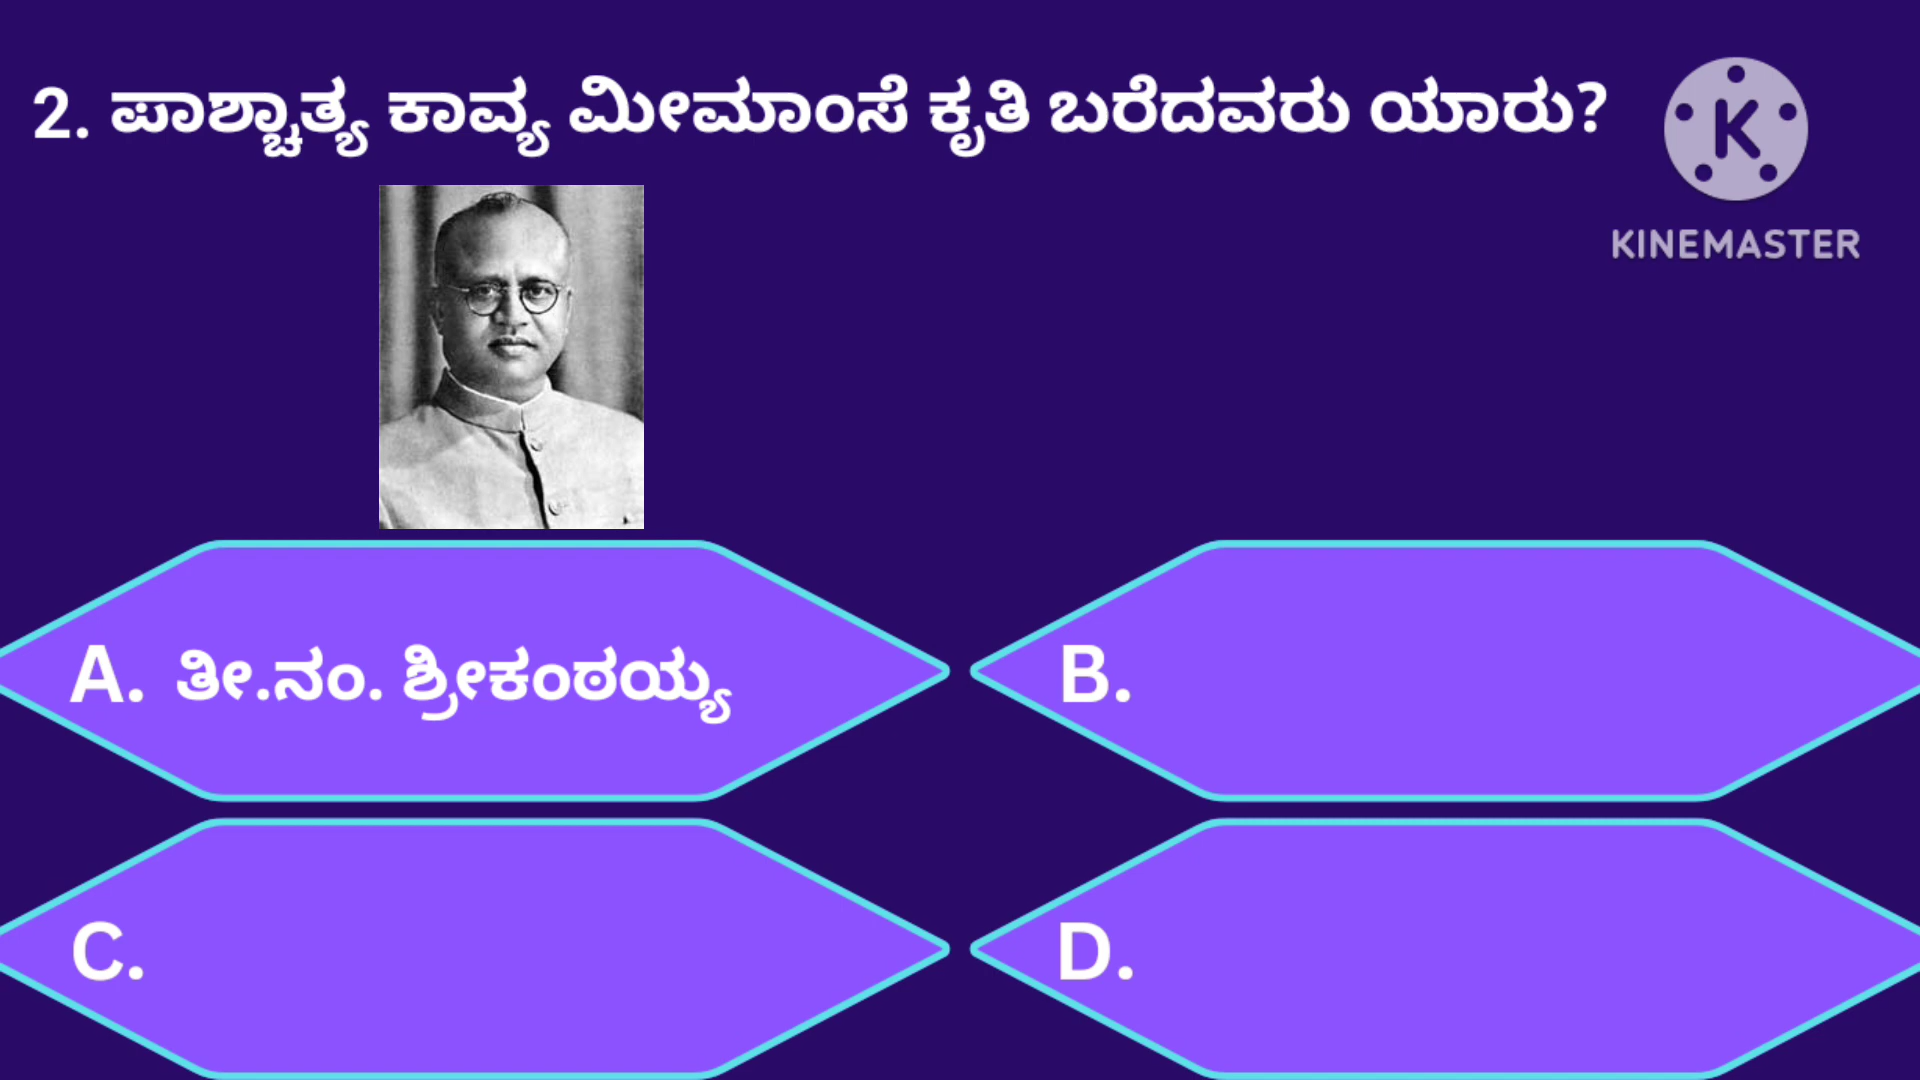 2. ಪಾಶ್ಚಾತ್ಯ ಕಾವ್ಯ ಮೀಮಾಂಸೆ ಕೃತಿ ಬರೆದವರು ಯಾರು?
K
KINEMASTER
A. ತೀ.ನಂ. ಶ್ರೀಕಂಠಯ್ಯ
B.
C.
D.